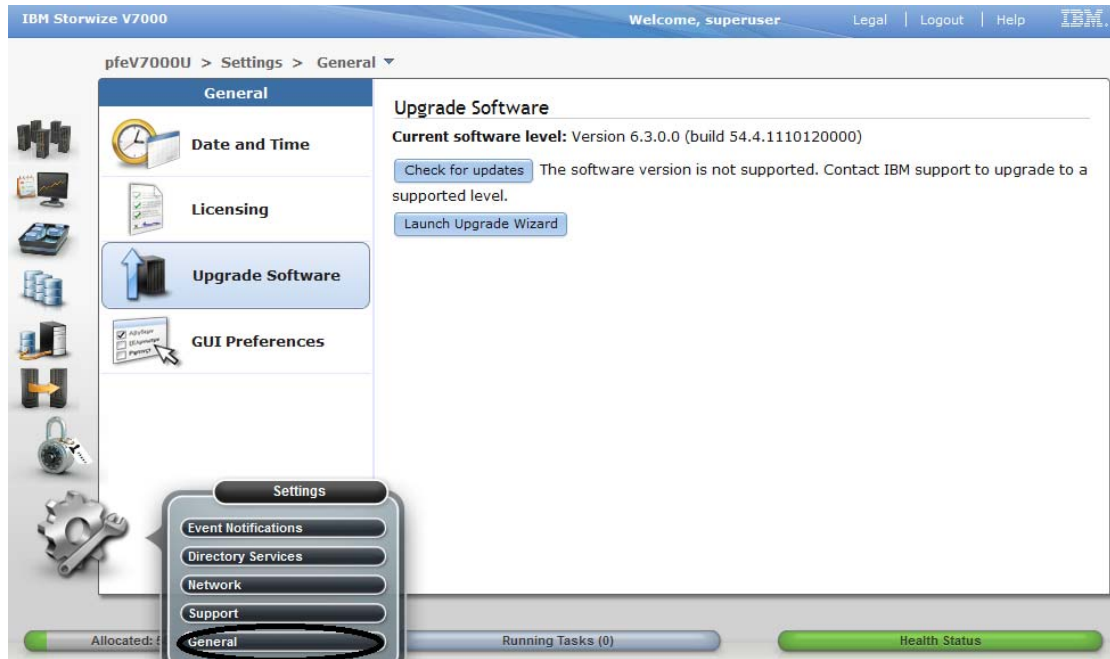 IBM Storwize V7000
Welcome, superuser
Legal | Logout | Help
IBM.
pfeV7000U > Settings > General
General
Date and Time
Licensing
Upgrade Software
GUI Preferences
Upgrade Software
Current software level: Version 6.3.0.0 (build 54.4.1110120000)
Check for updates The software version is not supported. Contact IBM support to upgrade to a
supported level.
Launch Upgrade Wizard
Settings
Event Notifications
Directory Services
Network
Support
General
Allocated:
Running Tasks (0)
Health Status